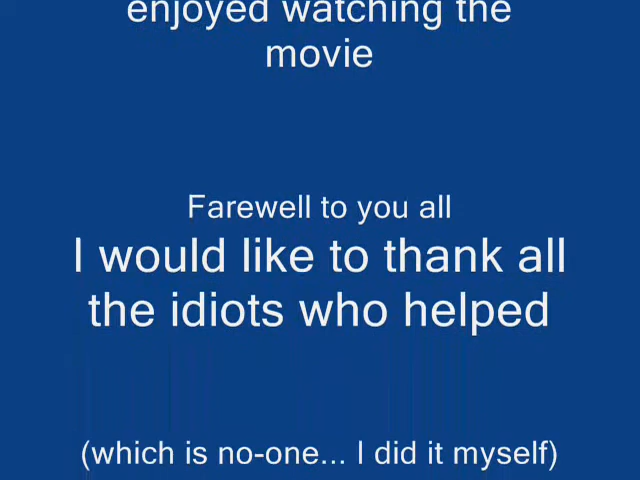 enjoyed watching the
movie
Farewell to you all
I would like to thank all
the idiots who helped
(which is no-one... I did it myself)